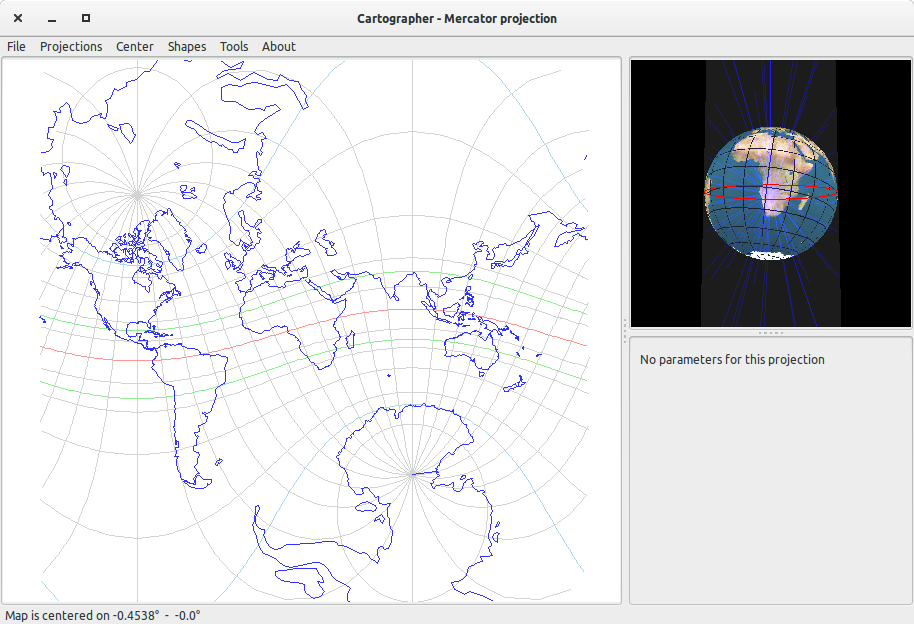 Cartographer - Mercator projection
File Projections Center Shapes Tools About
No parameters for this projection
Map is centered on -0.4538° - -0.0°